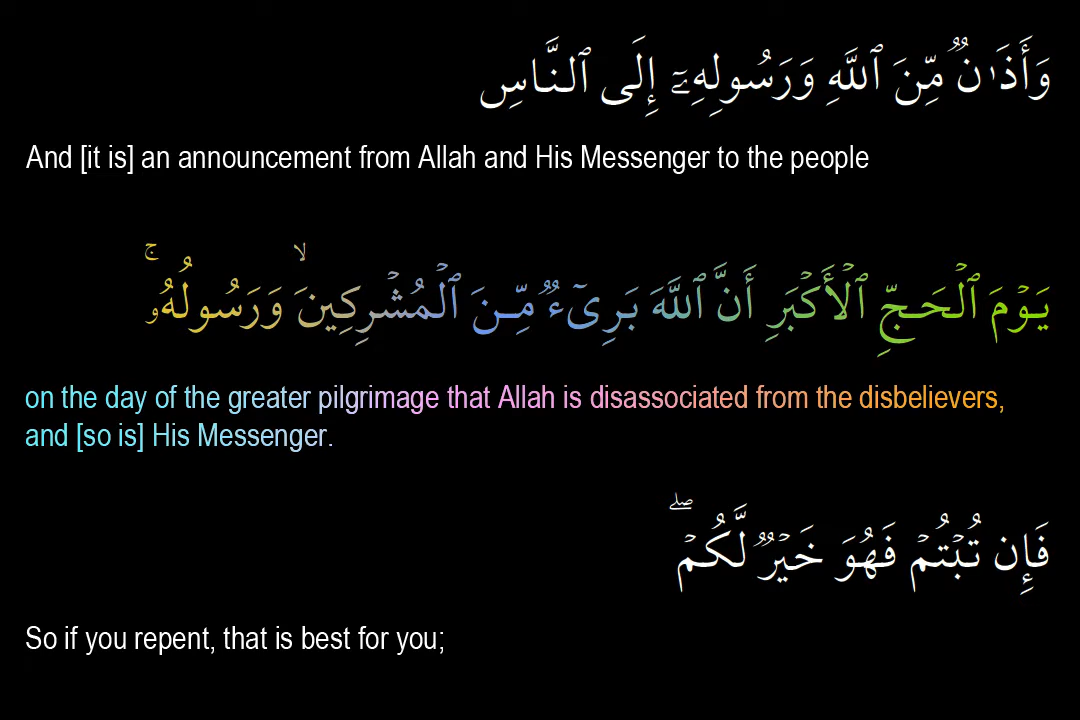 وَأَذَٰنٌ مِّنَ ٱللَّهِ وَرَسُولِهِۦٓ إِلَى ٱلنَّاسِ
And [it is] an announcement from Allah and His Messenger to the people
يَوْمَ ٱلْحَجِّ ٱلْأَكْبَرِ أَنَّ ٱللَّهَ بَرِىٓءٌ مِّنَ ٱلْمُشْرِكِينَ ۙ وَرَسُولُهُۥ ۚ
on the day of the greater pilgrimage that Allah is disassociated from the disbelievers,
and [so is] His Messenger.
فَإِن تُبْتُمْ فَهُوَ خَيْرٌ لَّكُمْ ۖ
So if you repent, that is best for you;